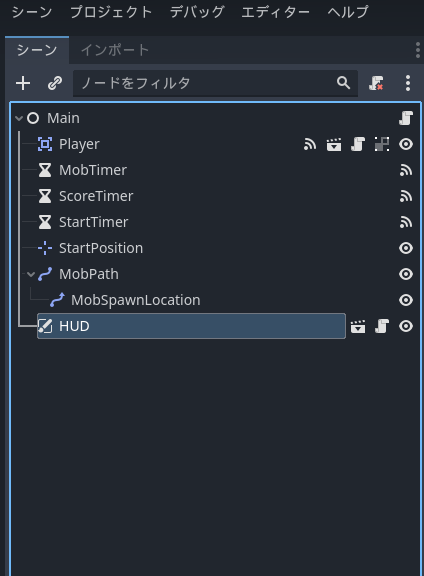 シーン プロジェクト デバッグ エディター ヘルプ
シーン インポート
ノードをフィルタ
Main
Player
MobTimer
ScoreTimer
StartTimer
StartPosition
MobPath
MobSpawnLocation
HUD